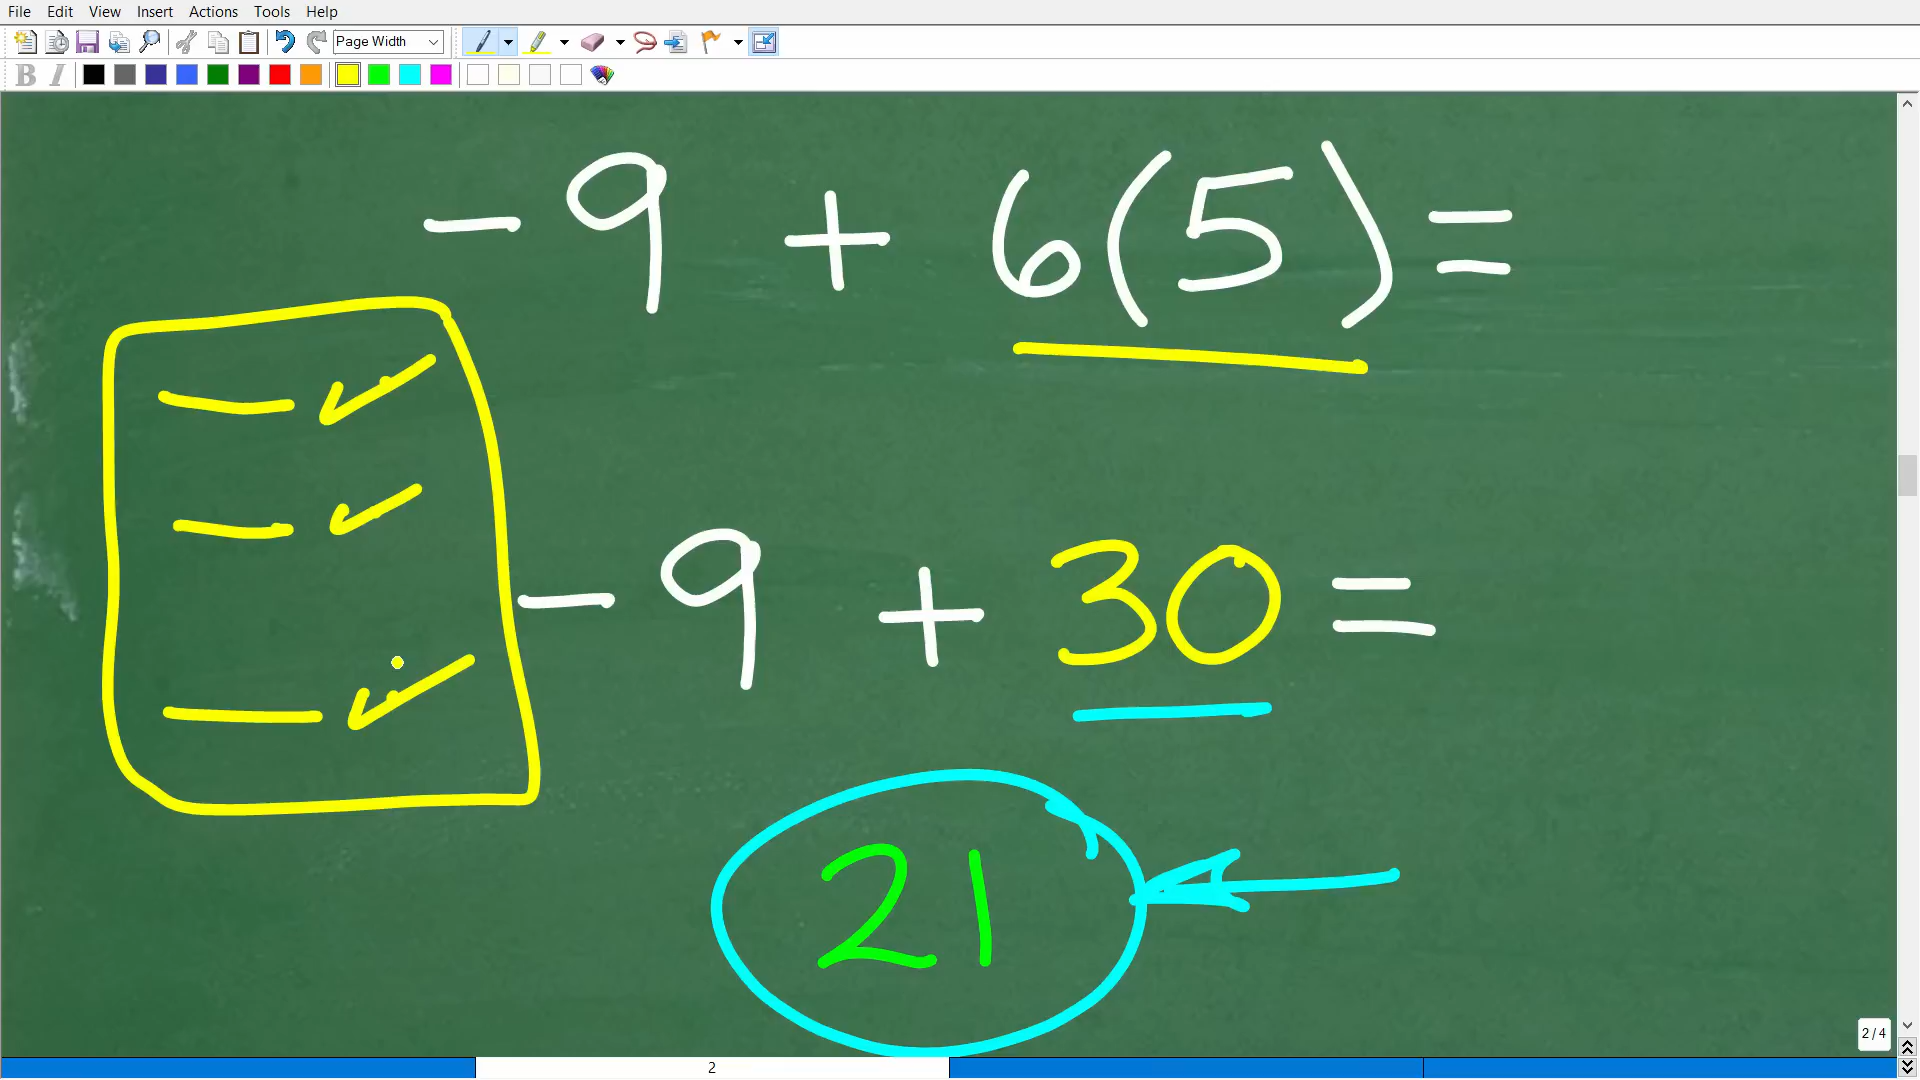 File Edit View Insert Actions Tools Help
Page Width
B I
- 9 + 6(5) =
- 9 + 30 =
21
2 / 4
2